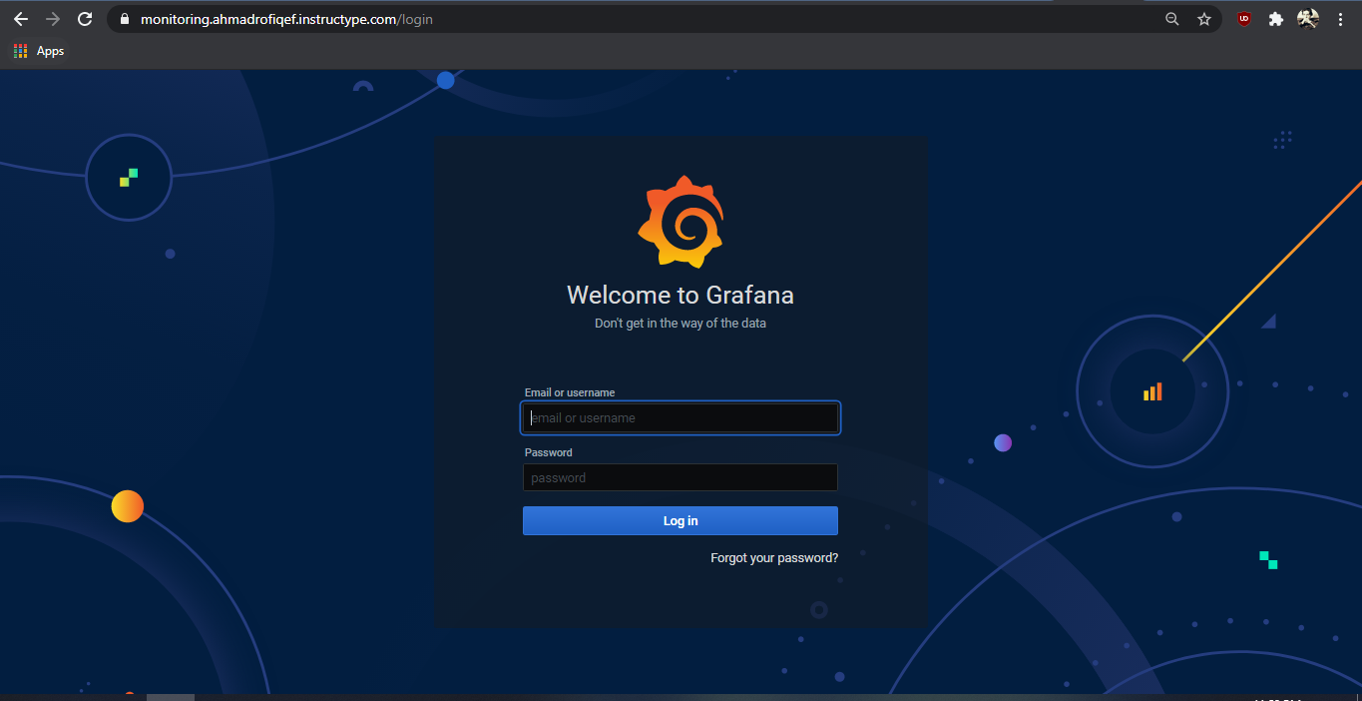 monitoring.ahmadrofiqef.instructype.com/login
Apps
Welcome to Grafana
Don't get in the way of the data
Email or username
email or username
Password
password
Log in
Forgot your password?